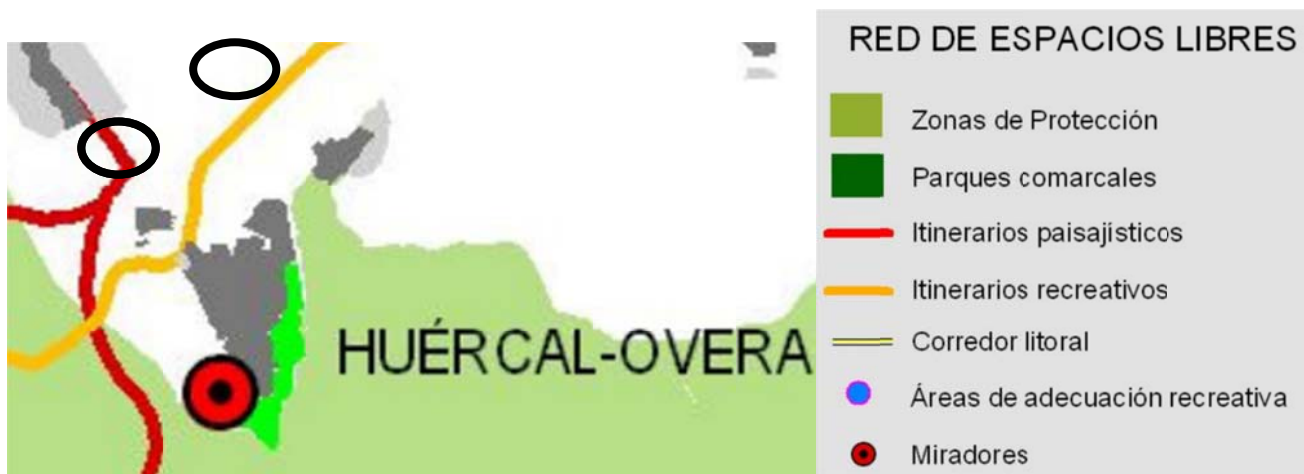 RED DE ESPACIOS LIBRES
Zonas de Protección
Parques comarcales
Itinerarios paisajísticos
Itinerarios recreativos
Corredor litoral
Áreas de adecuación recreativa
Miradores
HUÉRCAL-OVERA